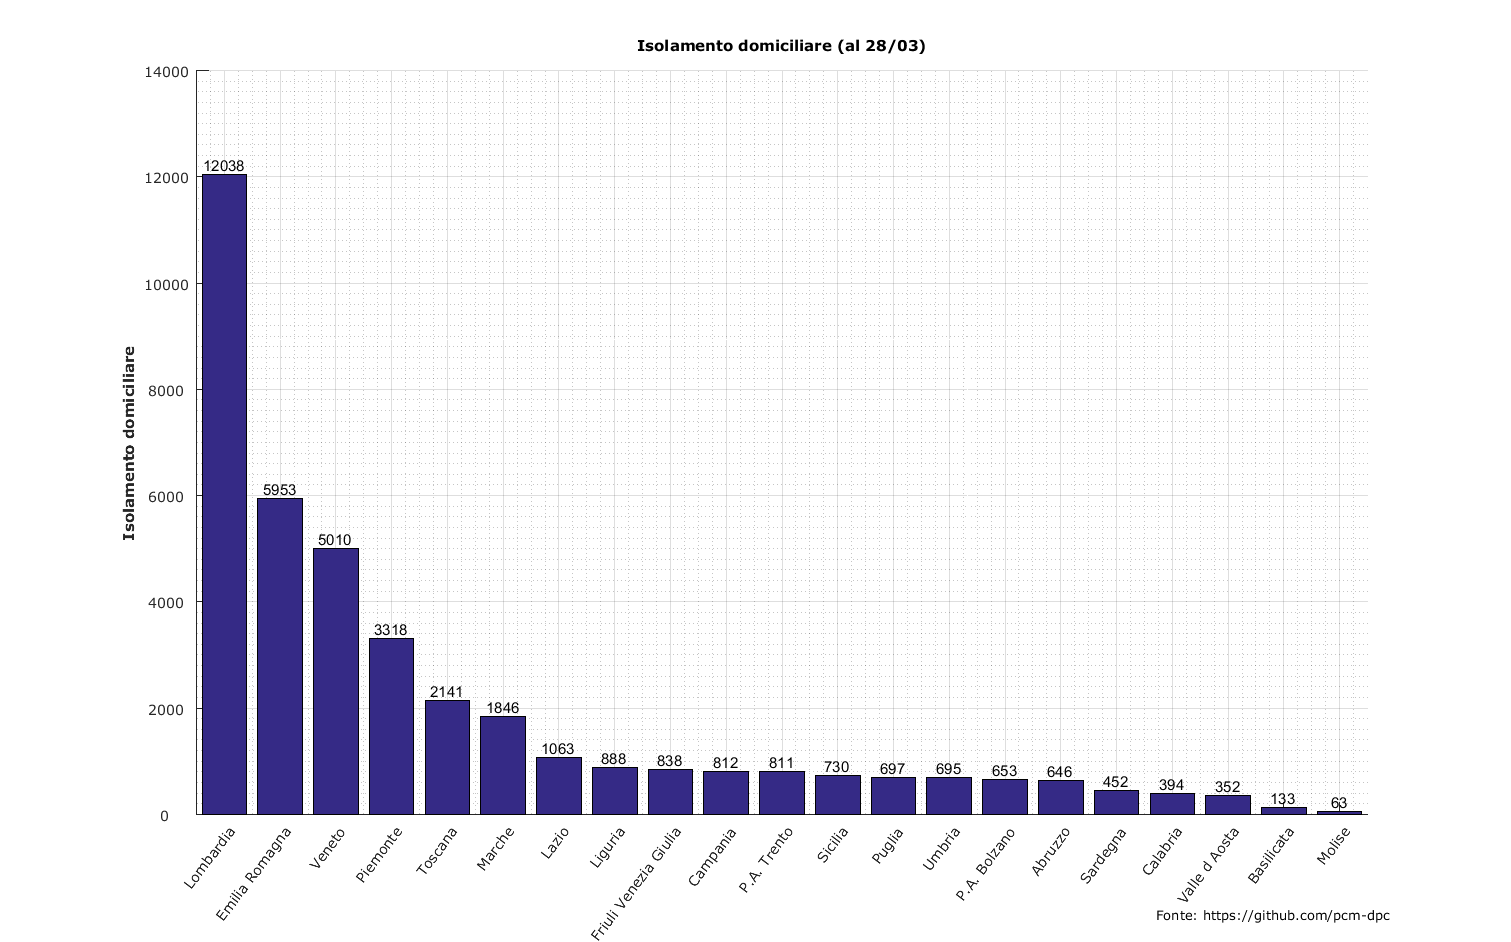 Isolamento domiciliare (al 28/03)
14000
12000
10000
8000
6000
4000
2000
0
Isolamento domiciliare
12038
5953
5010
3318
2141
1846
1063
888
838
812
811
730
697
695
653
646
452
394
352
133
63
Lombardia
Emilia Romagna
Veneto
Piemonte
Toscana
Marche
Lazio
Liguria
Friuli Venezia Giulia
Campania
P.A. Trento
Sicilia
Puglia
Umbria
P.A. Bolzano
Abruzzo
Sardegna
Calabria
Valle d Aosta
Basilicata
Molise
Fonte: https://github.com/pcm-dpc